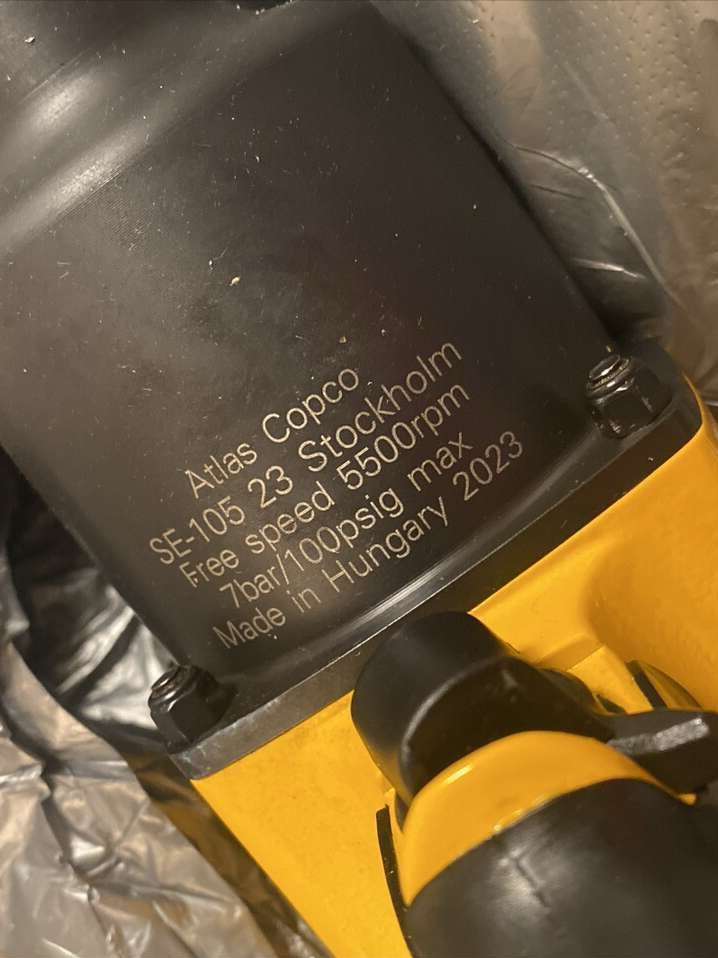 Atlas Copco
SE-105 23 Stockholm
Free speed 5500rpm
7bar/100psig max
Made in Hungary 2023